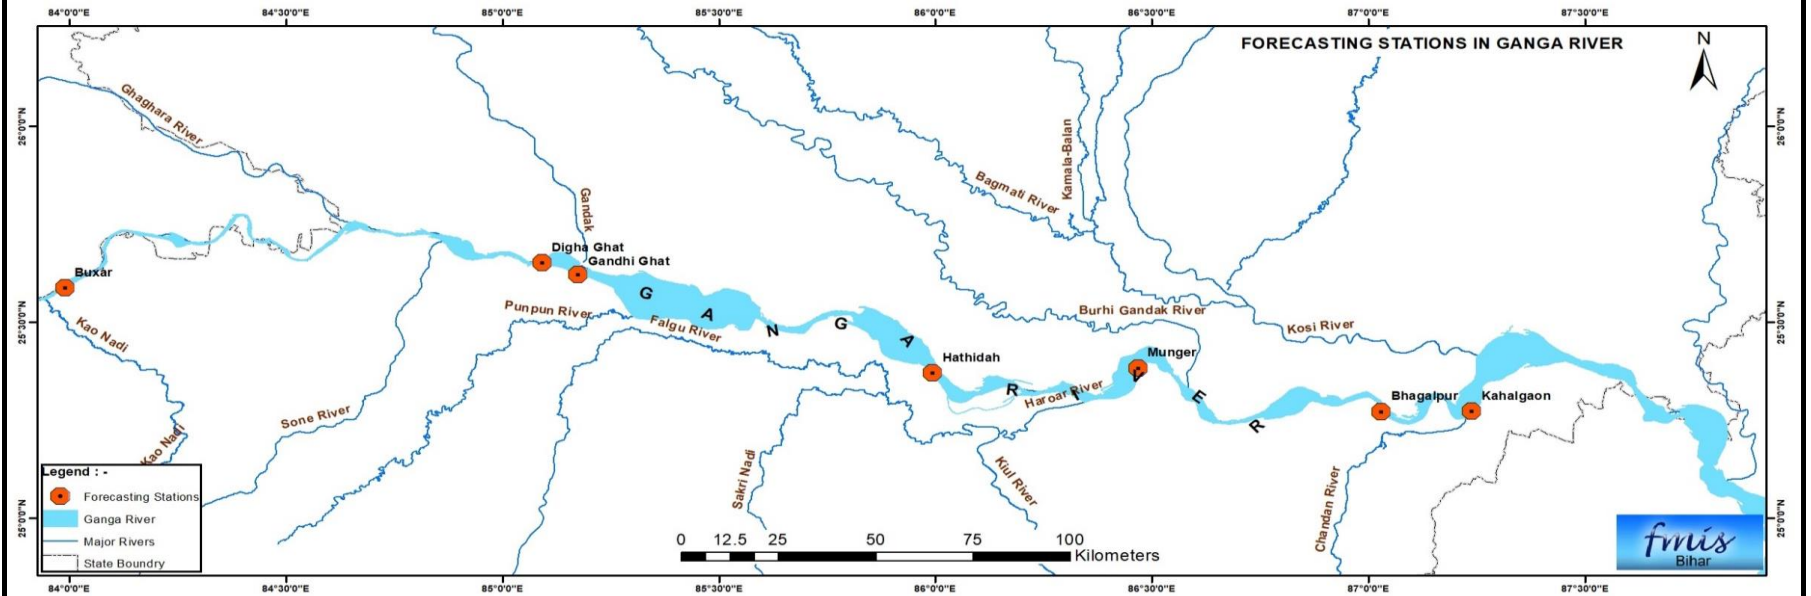 84°0'0"E 84°30'0"E 85°0'0"E 85°30'0"E 86°0'0"E 86°30'0"E 87°0'0"E 87°30'0"E
FORECASTING STATIONS IN GANGA RIVER
N
26°0'0"N
26°0'0"N
Ghaghara River
Gandak
Bagmati River
Kamala-Balan
Digha Ghat
Gandhi Ghat
Buxar
Kao Nadi
Punpun River
Falgu River
GANGA RIVER
Burhi Gandak River
Kosi River
25°30'0"N
25°30'0"N
Hathidah
Munger
Haroar River
Bhagalpur
Kahalgaon
Sone River
Kao Nadi
Sakri Nadi
Kiul River
Chandan River
25°0'0"N
25°0'0"N
Legend : -
Forecasting Stations
Ganga River
Major Rivers
State Boundry
0 12.5 25 50 75 100
Kilometers
fmis
Bihar
84°0'0"E 84°30'0"E 85°0'0"E 85°30'0"E 86°0'0"E 86°30'0"E 87°0'0"E 87°30'0"E